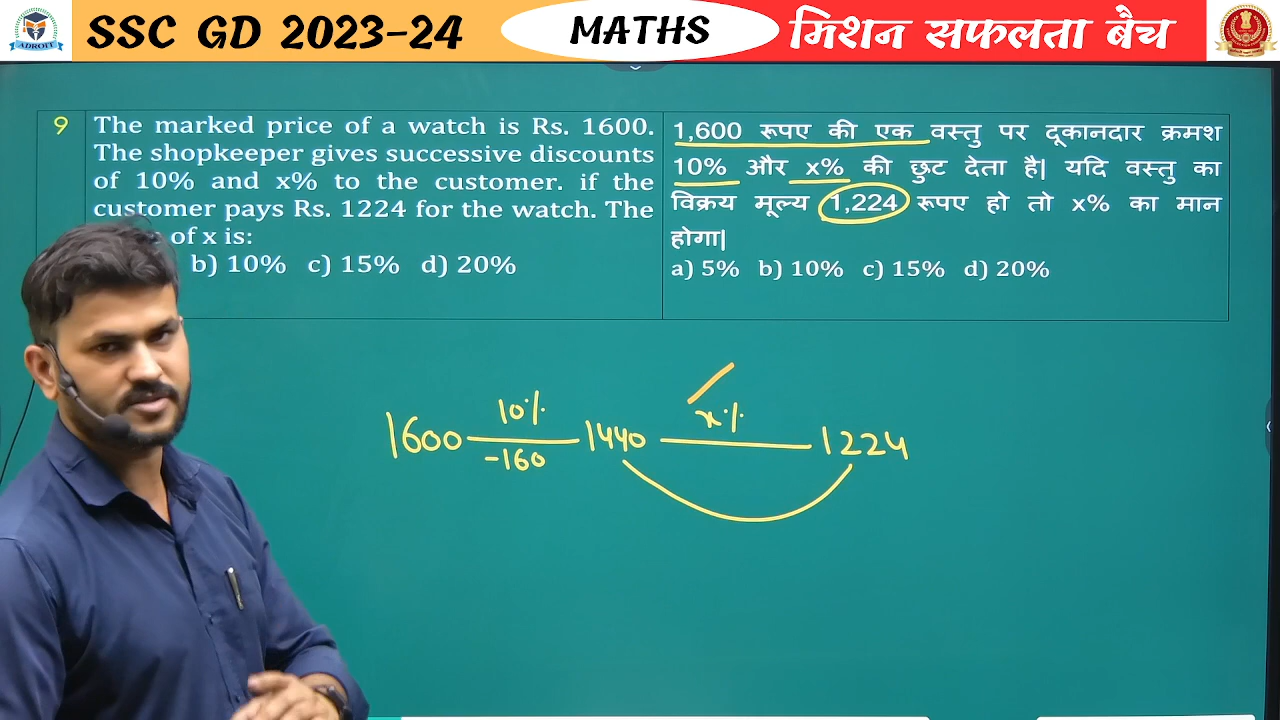 SSC GD 2023-24
MATHS
मिशन सफलता बैच
ADROIT
9
The marked price of a watch is Rs. 1600.
The shopkeeper gives successive discounts
of 10% and x% to the customer. if the
customer pays Rs. 1224 for the watch. The
of x is:
b) 10% c) 15% d) 20%
1,600 रूपए की एक वस्तु पर दूकानदार क्रमश
10% और x% की छुट देता है| यदि वस्तु का
विक्रय मूल्य 1,224 रूपए हो तो x% का मान
होगा|
a) 5% b) 10% c) 15% d) 20%
1600 10% -160 1440 x% 1224